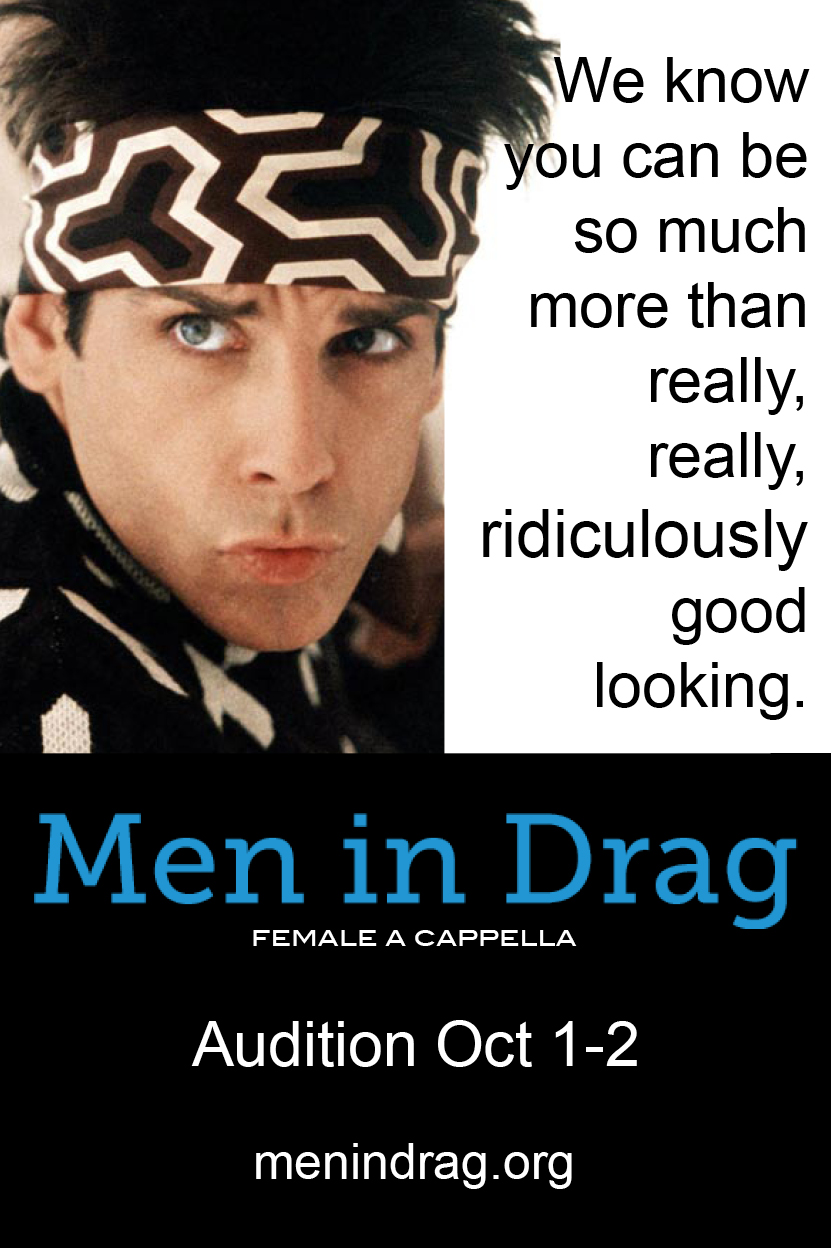 We know
you can be
so much
more than
really,
really,
ridiculously
good
looking.
Men in Drag
FEMALE A CAPPELLA
Audition Oct 1-2
menindrag.org